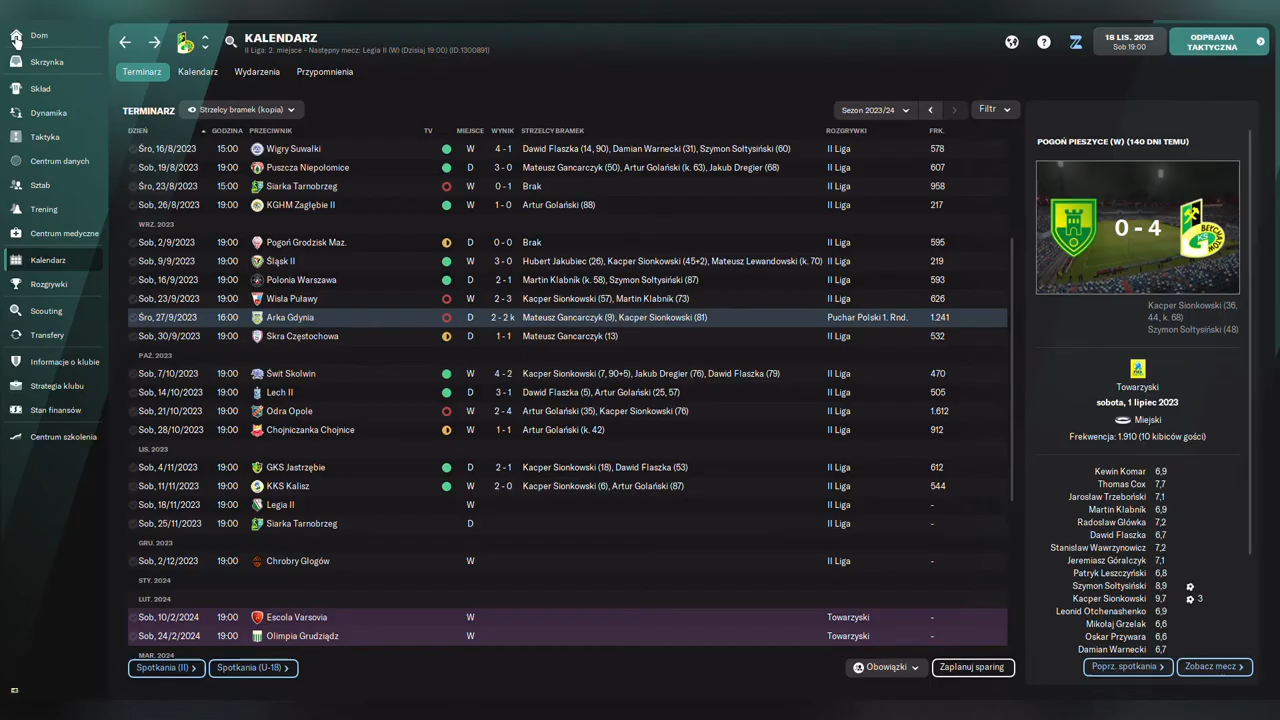 Dom
Skrzynka
Skład
Dynamika
Taktyka
Centrum danych
Sztab
Trening
Centrum medyczne
Kalendarz
Rozgrywki
Scouting
Transfery
Informacje o klubie
Strategia klubu
Stan finansów
Centrum szkolenia
KALENDARZ
II Liga: 2. miejsce - Następny mecz: Legia II (W) (Dzisiaj 19:00) (ID:1300891)
18 LIS. 2023
Sob 19:00
ODPRAWA TAKTYCZNA
Terminarz Kalendarz Wydarzenia Przypomnienia
TERMINARZ Strzelcy bramek (kopia) Sezon 2023/24 Filtr
DZIEŃ GODZINA PRZECIWNIK TV MIEJSCE WYNIK STRZELCY BRAMEK ROZGRYWKI FRK.
Śro, 16/8/2023 15:00 Wigry Suwałki W 4 - 1 Dawid Flaszka (14, 90), Damian Warnecki (31), Szymon Sołtysiński (60) II Liga 578
Sob, 19/8/2023 19:00 Puszcza Niepołomice D 3 - 0 Mateusz Gancarczyk (50), Artur Golański (k. 63), Jakub Dregier (68) II Liga 607
Śro, 23/8/2023 15:00 Siarka Tarnobrzeg W 0 - 1 Brak II Liga 958
Sob, 26/8/2023 19:00 KGHM Zagłębie II W 1 - 0 Artur Golański (88) II Liga 217
WRZ. 2023
Sob, 2/9/2023 19:00 Pogoń Grodzisk Maz. D 0 - 0 Brak II Liga 595
Sob, 9/9/2023 19:00 Śląsk II W 3 - 0 Hubert Jakubiec (26), Kacper Sionkowski (45+2), Mateusz Lewandowski (k. 70) II Liga 219
Sob, 16/9/2023 19:00 Polonia Warszawa D 2 - 1 Martin Klabník (k. 58), Szymon Sołtysiński (87) II Liga 593
Sob, 23/9/2023 19:00 Wisła Puławy W 2 - 3 Kacper Sionkowski (57), Martin Klabník (73) II Liga 626
Śro, 27/9/2023 16:00 Arka Gdynia D 2 - 2 k Mateusz Gancarczyk (9), Kacper Sionkowski (81) Puchar Polski 1. Rnd. 1.241
Sob, 30/9/2023 19:00 Skra Częstochowa D 1 - 1 Mateusz Gancarczyk (13) II Liga 532
PAŹ. 2023
Sob, 7/10/2023 19:00 Świt Skolwin W 4 - 2 Kacper Sionkowski (7, 90+5), Jakub Dregier (76), Dawid Flaszka (79) II Liga 470
Sob, 14/10/2023 19:00 Lech II D 3 - 1 Dawid Flaszka (5), Artur Golański (25, 57) II Liga 505
Sob, 21/10/2023 19:00 Odra Opole W 2 - 4 Artur Golański (35), Kacper Sionkowski (76) II Liga 1.612
Sob, 28/10/2023 19:00 Chojniczanka Chojnice W 1 - 1 Artur Golański (k. 42) II Liga 912
LIS. 2023
Sob, 4/11/2023 19:00 GKS Jastrzębie D 2 - 1 Kacper Sionkowski (18), Dawid Flaszka (53) II Liga 612
Sob, 11/11/2023 19:00 KKS Kalisz W 2 - 0 Kacper Sionkowski (6), Artur Golański (87) II Liga 544
Sob, 18/11/2023 19:00 Legia II W II Liga -
Sob, 25/11/2023 19:00 Siarka Tarnobrzeg D II Liga -
GRU. 2023
Sob, 2/12/2023 19:00 Chrobry Głogów W II Liga -
STY. 2024
LUT. 2024
Sob, 10/2/2024 19:00 Escola Varsovia W Towarzyski -
Sob, 24/2/2024 19:00 Olimpia Grudziądz W Towarzyski -
MAR. 2024
Spotkania (II) Spotkania (U-18) Obowiązki Zaplanuj sparing
POGOŃ PIESZYCE (W) (140 DNI TEMU)
0 - 4
Kacper Sionkowski (36, 44, k. 68)
Szymon Sołtysiński (48)
Towarzyski
sobota, 1 lipiec 2023
Miejski
Frekwencja: 1.910 (10 kibiców gości)
Kewin Komar 6,9
Thomas Cox 7,1
Jarosław Trzeboński 7,1
Martin Klabník 6,9
Radosław Główka 7,2
Dawid Flaszka 6,7
Stanisław Wawrzynowicz 7,2
Jeremiasz Góralczyk 7,1
Patryk Leszczyński 6,8
Szymon Sołtysiński 8,9
Kacper Sionkowski 9,7 3
Leonid Otchenashenko 6,9
Mikołaj Grzelak 6,6
Oskar Przywara 6,6
Damian Warnecki 6,7
Poprz. spotkania Zobacz mecz